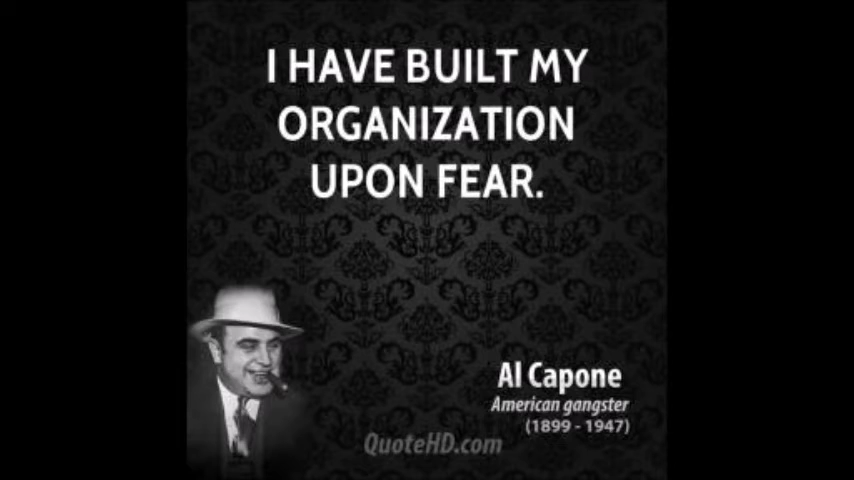 I HAVE BUILT MY
ORGANIZATION
UPON FEAR.
Al Capone
American gangster
(1899 - 1947)
QuoteHD.com